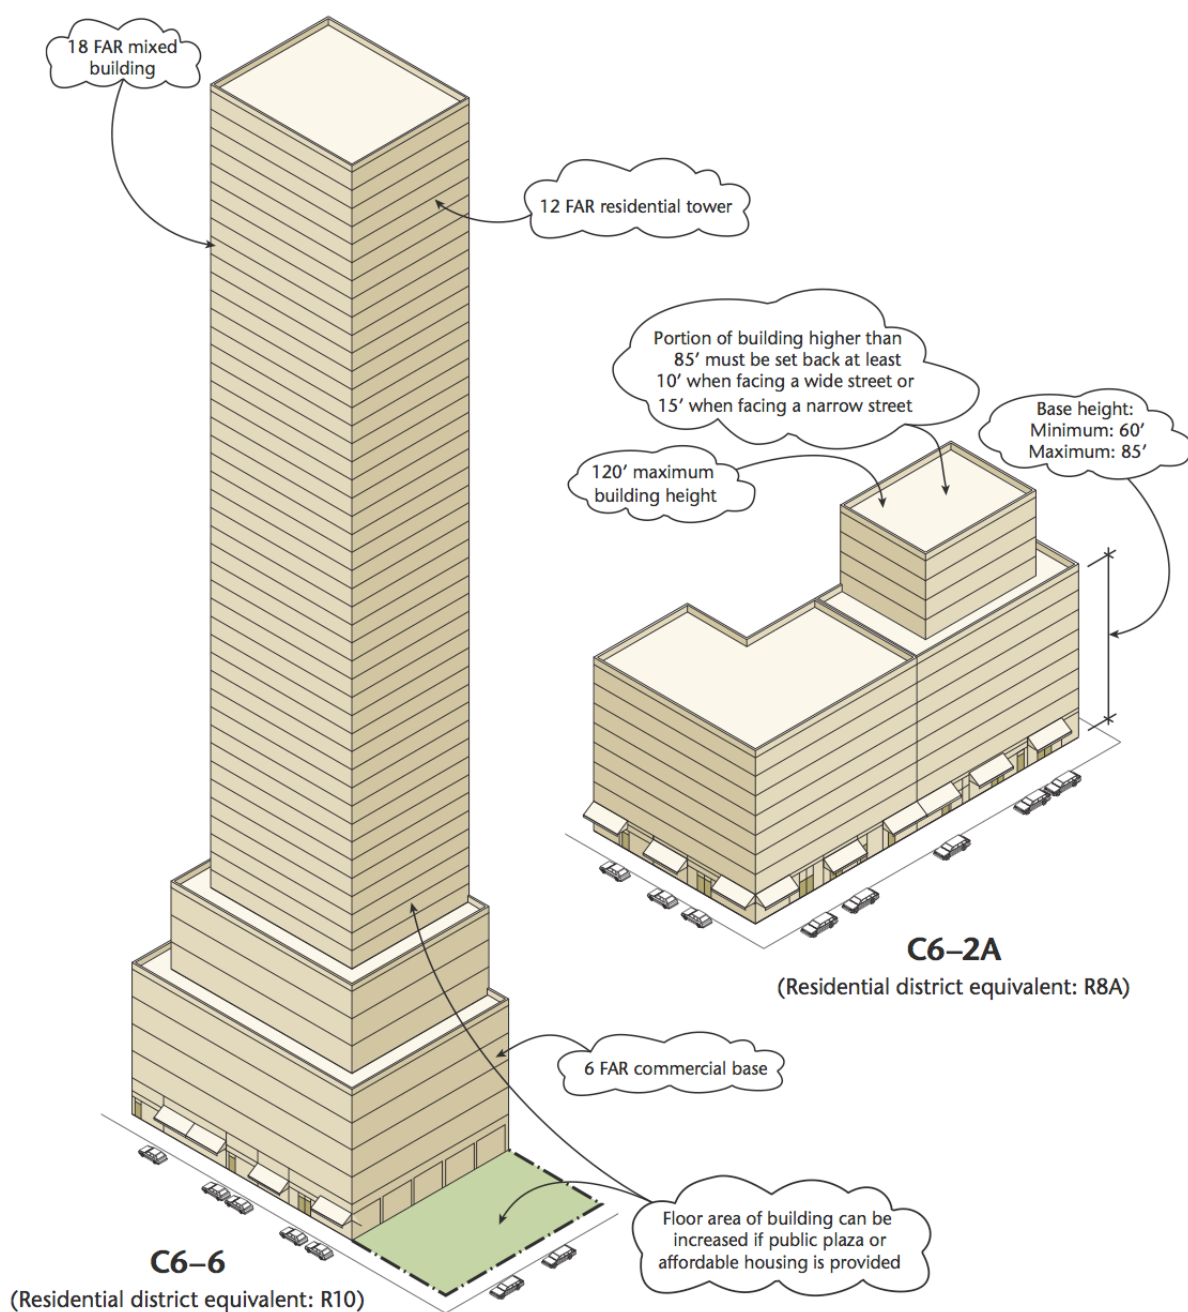 18 FAR mixed
building
12 FAR residential tower
Portion of building higher than
85′ must be set back at least
10′ when facing a wide street or
15′ when facing a narrow street
Base height:
Minimum: 60′
Maximum: 85′
120′ maximum
building height
C6–2A
(Residential district equivalent: R8A)
6 FAR commercial base
Floor area of building can be
increased if public plaza or
affordable housing is provided
C6–6
(Residential district equivalent: R10)